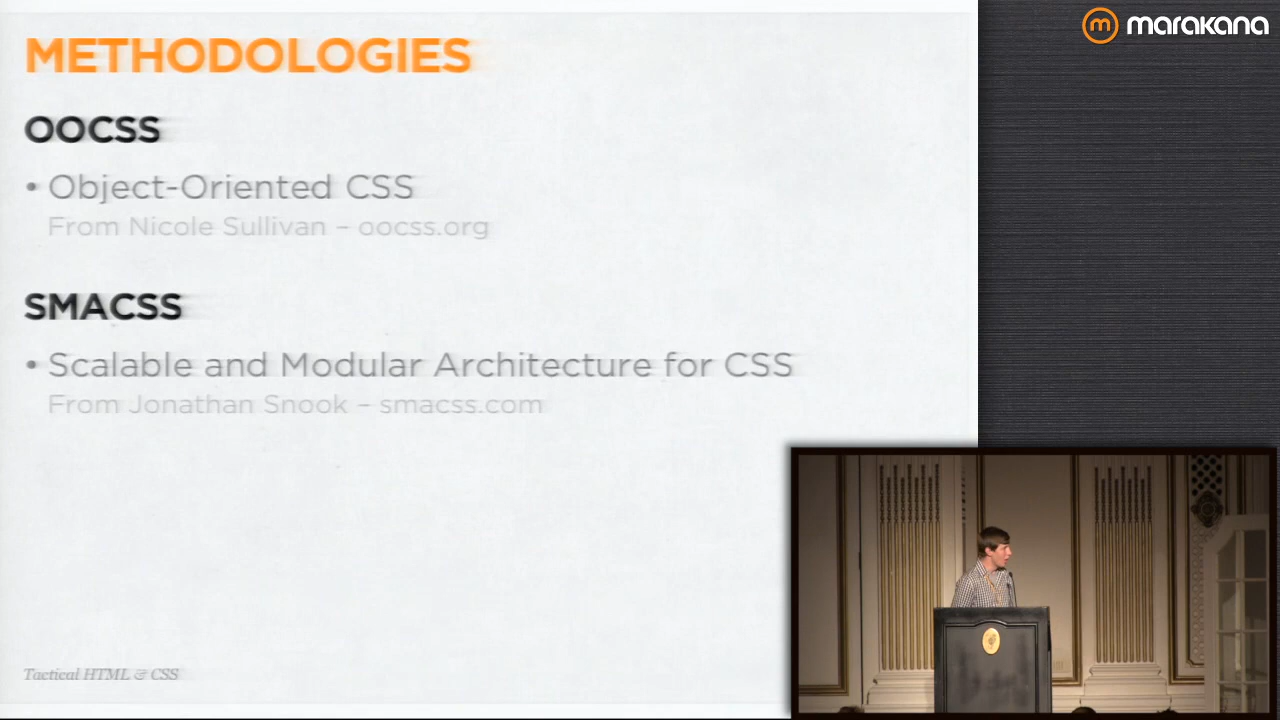 METHODOLOGIES
OOCSS
• Object-Oriented CSS
From Nicole Sullivan – oocss.org
SMACSS
• Scalable and Modular Architecture for CSS
From Jonathan Snook – smacss.com
Tactical HTML & CSS
m marakana